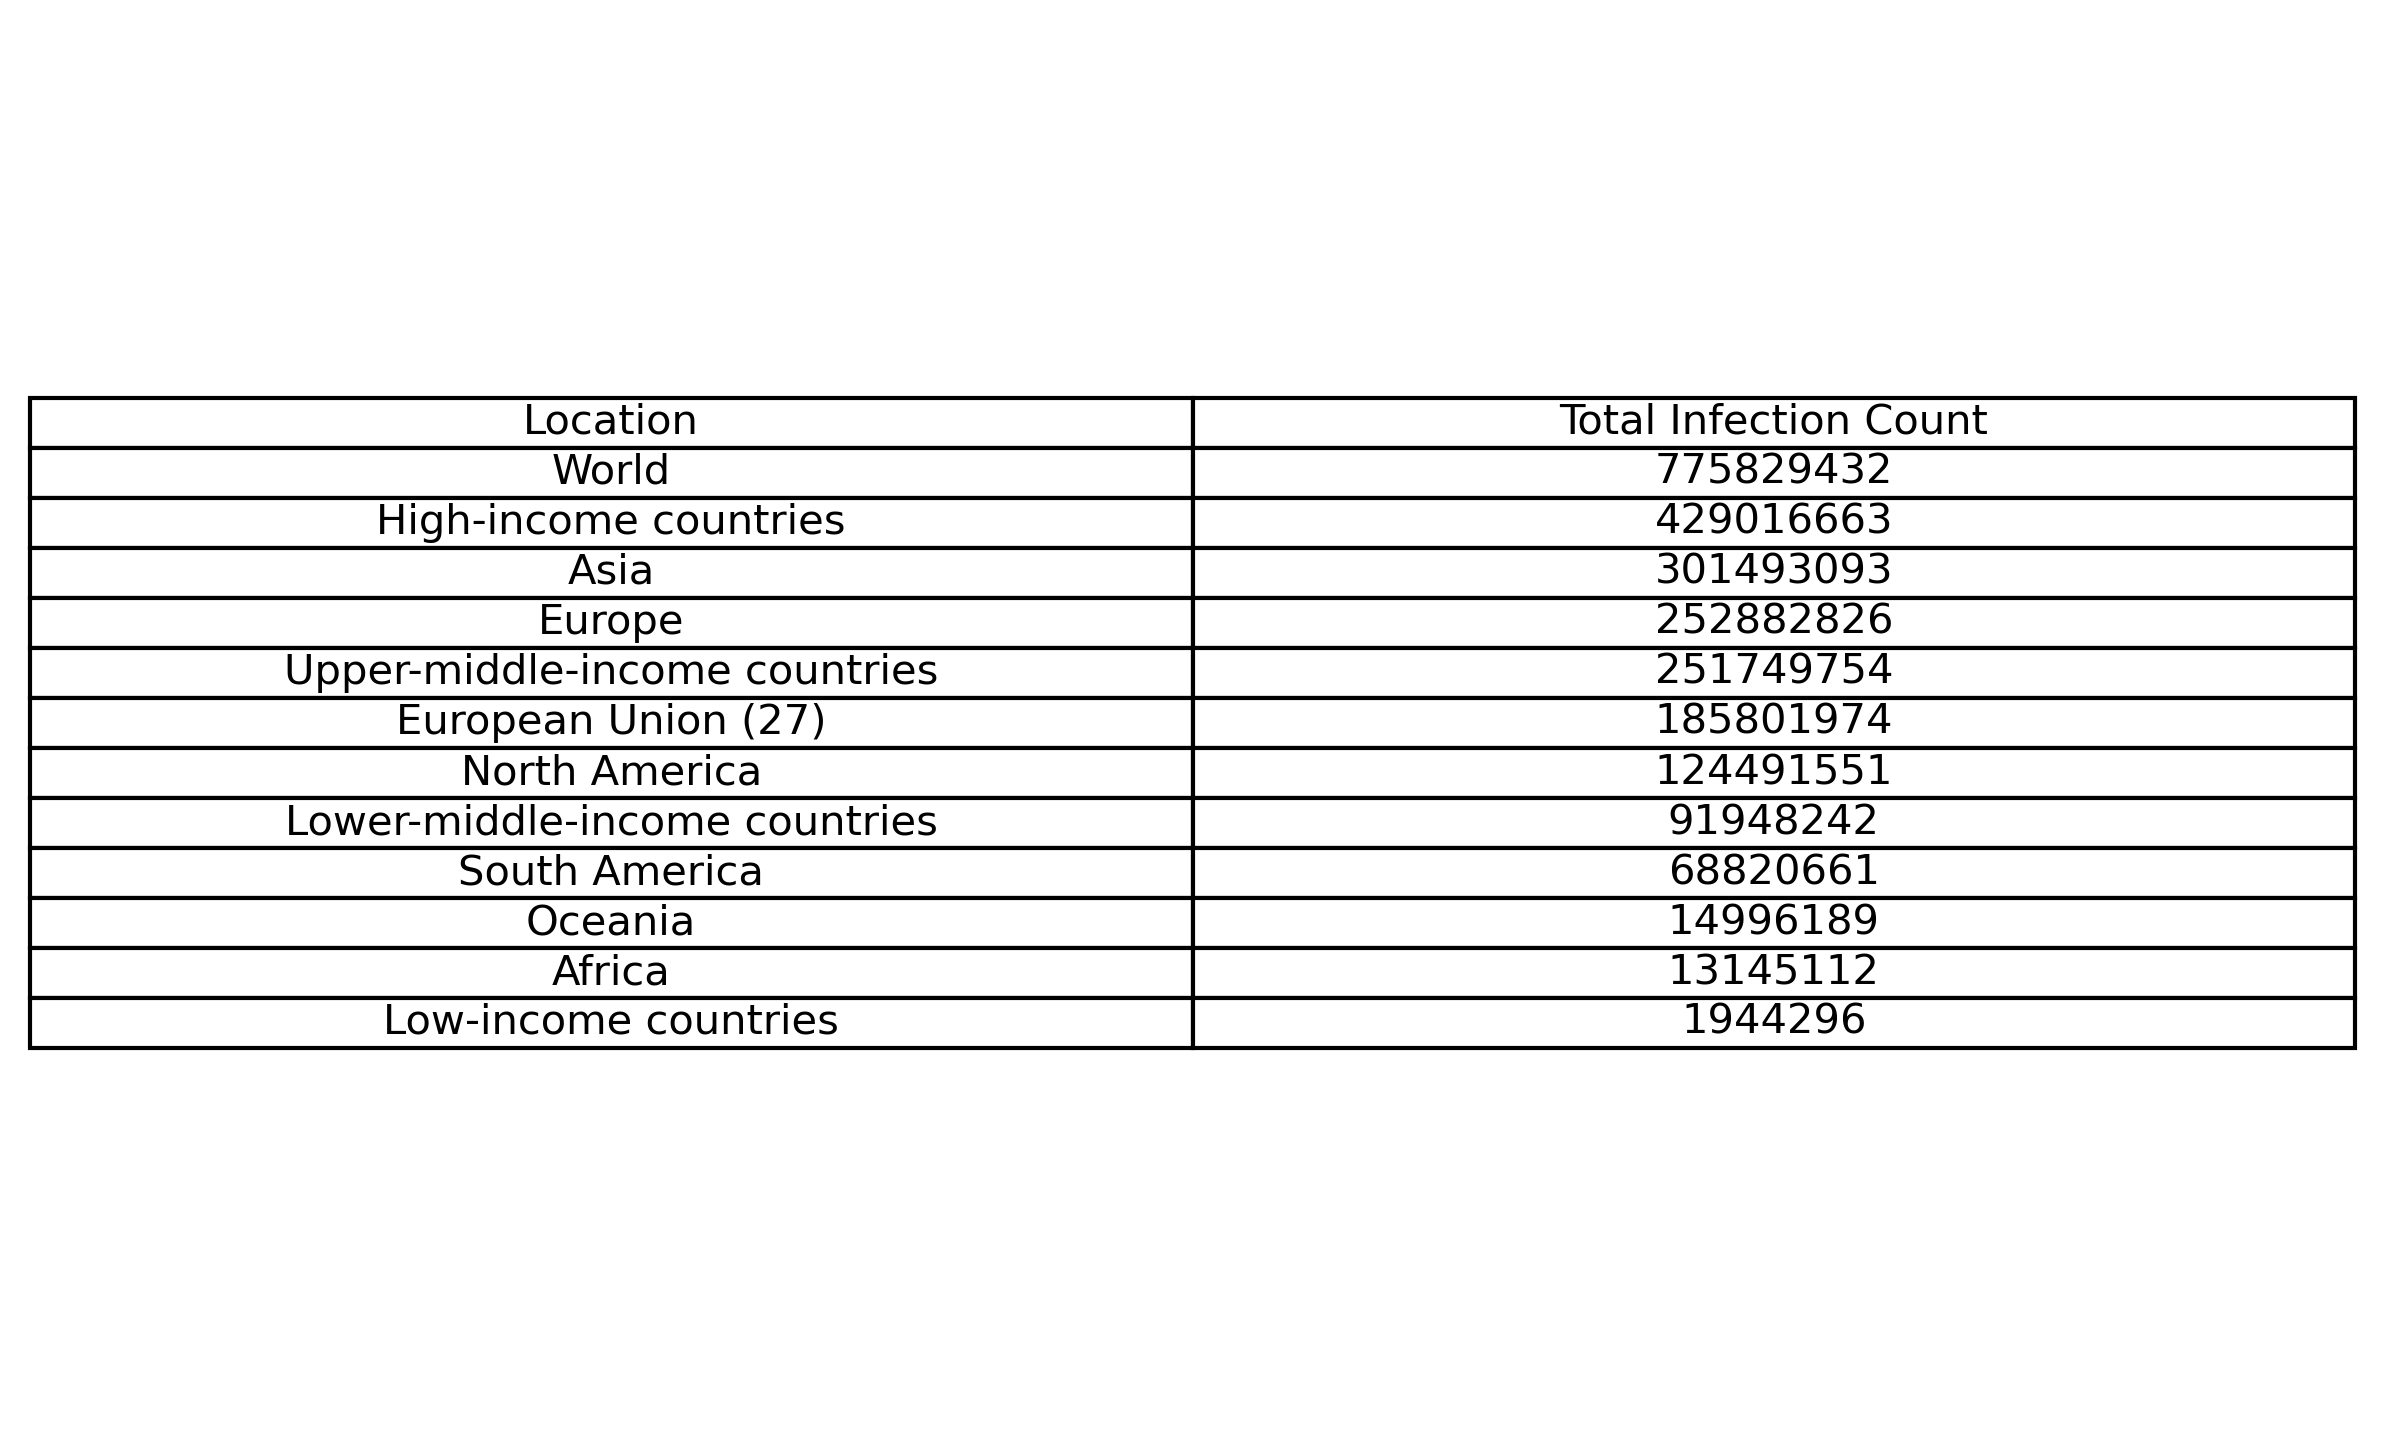 Location Total Infection Count
World 775829432
High-income countries 429016663
Asia 301493093
Europe 252882826
Upper-middle-income countries 251749754
European Union (27) 185801974
North America 124491551
Lower-middle-income countries 91948242
South America 68820661
Oceania 14996189
Africa 13145112
Low-income countries 1944296